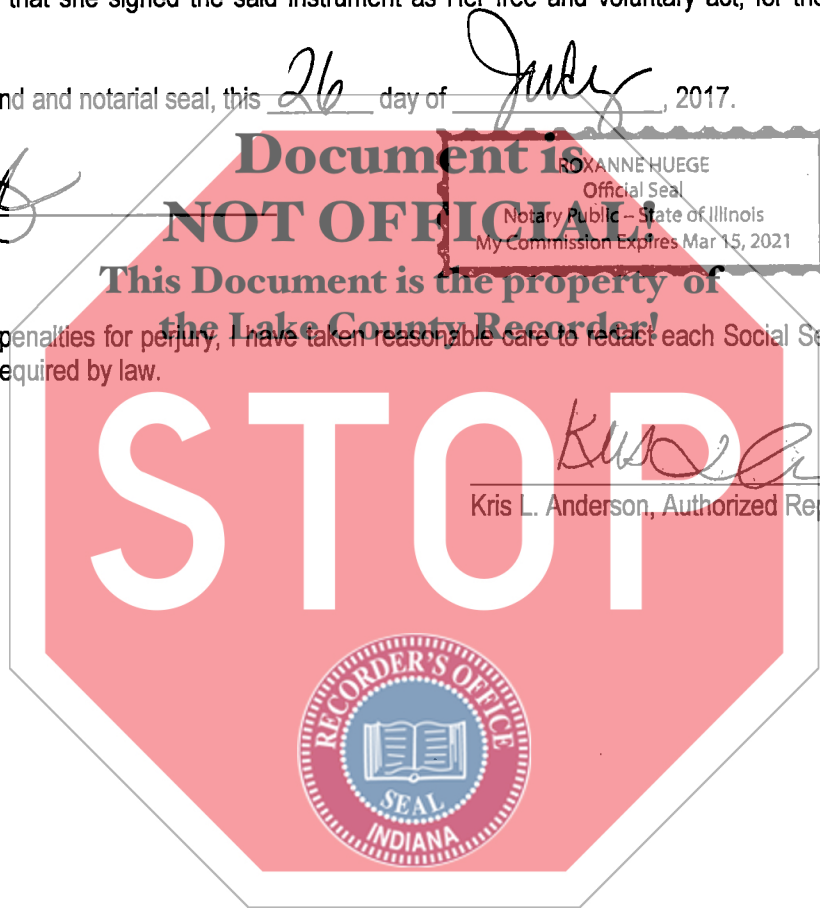 that she signed the said instrument as Her free and voluntary act, for the
nd and notarial seal, this 26 day of July, 2017.
Document is
NOT OFFICIAL!
This Document is the property of
the Lake County Recorder!
ROXANNE HUEGE
Official Seal
Notary Public – State of Illinois
My Commission Expires Mar 15, 2021
penalties for perjury, I have taken reasonable care to redact each Social Se
equired by law.
STOP
Kris L. Anderson, Authorized Rep
RECORDER'S OFFICE
SEAL
INDIANA